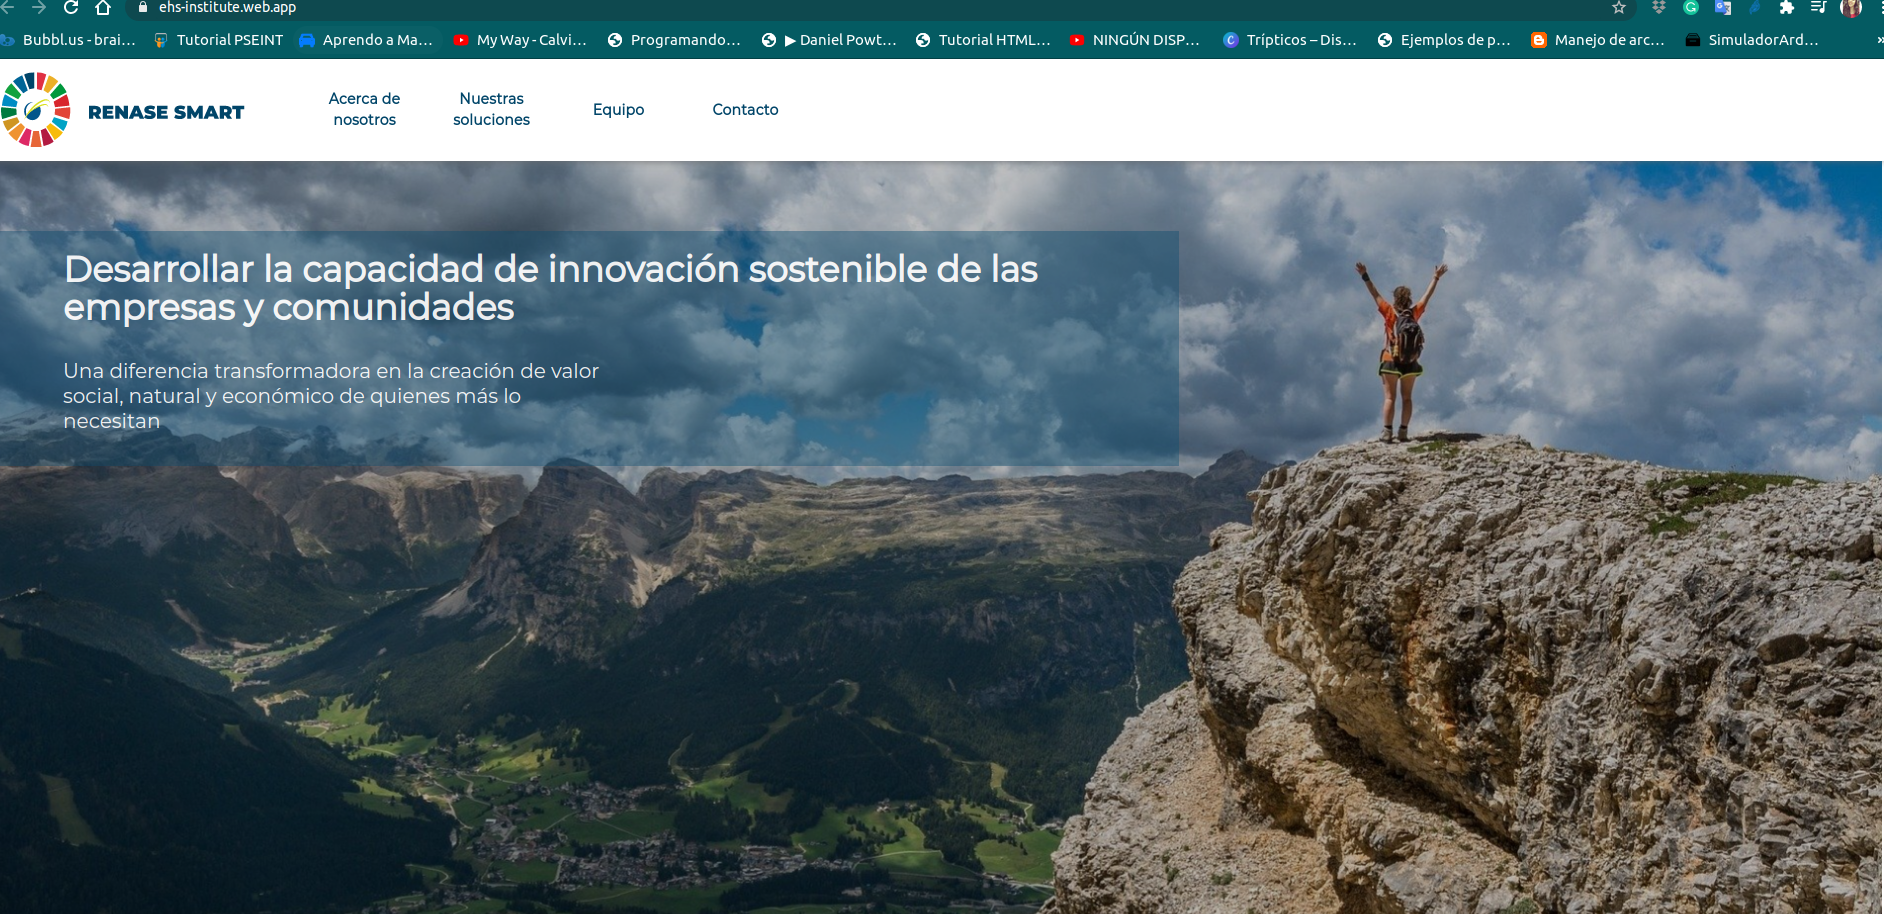 ehs-institute.web.app
Bubbl.us - brai... Tutorial PSEINT Aprendo a Ma... My Way - Calvi... Programando... ▶ Daniel Powt... Tutorial HTML... NINGÚN DISP... Trípticos – Dis... Ejemplos de p... Manejo de arc... SimuladorArd... »
RENASE SMART
Acerca de
nosotros
Nuestras
soluciones
Equipo
Contacto
Desarrollar la capacidad de innovación sostenible de las
empresas y comunidades
Una diferencia transformadora en la creación de valor
social, natural y económico de quienes más lo
necesitan